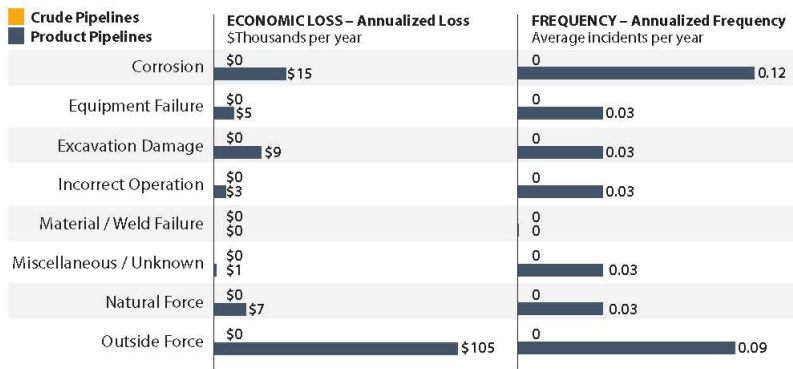 Crude Pipelines
Product Pipelines
ECONOMIC LOSS – Annualized Loss
$Thousands per year
FREQUENCY – Annualized Frequency
Average incidents per year
Corrosion
$0
$15
0
0.12
Equipment Failure
$0
$5
0
0.03
Excavation Damage
$0
$9
0
0.03
Incorrect Operation
$0
$3
0
0.03
Material / Weld Failure
$0
$0
0
0
Miscellaneous / Unknown
$0
$1
0
0.03
Natural Force
$0
$7
0
0.03
Outside Force
$0
$105
0
0.09